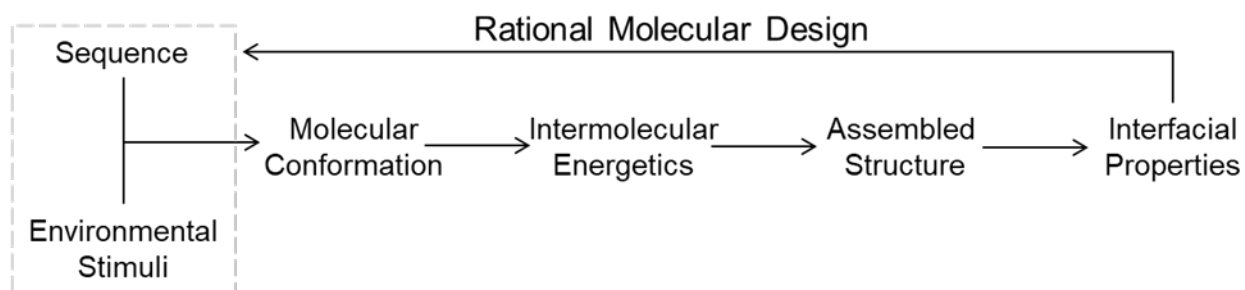 Rational Molecular Design
Sequence
Molecular
Conformation
Intermolecular
Energetics
Assembled
Structure
Interfacial
Properties
Environmental
Stimuli